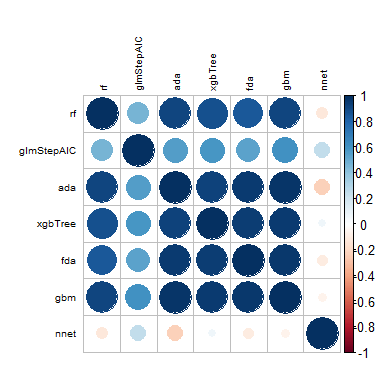 rf
glmStepAIC
ada
xgbTree
fda
gbm
nnet
rf
glmStepAIC
ada
xgbTree
fda
gbm
nnet
1
0.8
0.6
0.4
0.2
0
-0.2
-0.4
-0.6
-0.8
-1